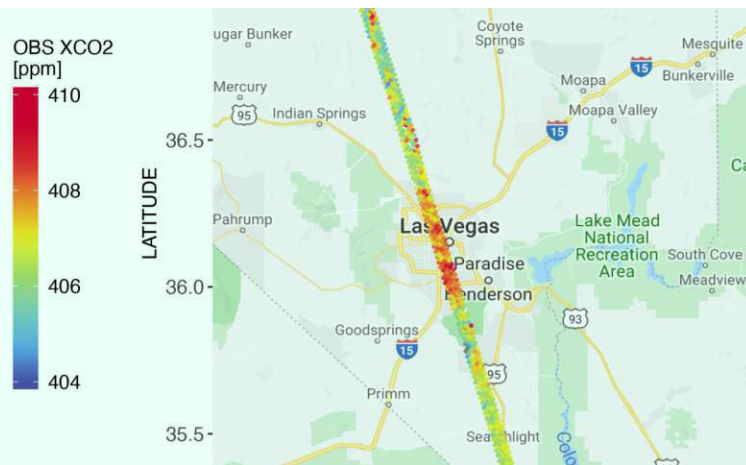 OBS XCO2
[ppm]
410
408
406
404
LATITUDE
36.5
36.0
35.5
ugar Bunker
Coyote
Springs
Mesquite
15
Bunkerville
Mercury
95
Indian Springs
Moapa
Moapa Valley
15
Ca
Pahrump
Las Vegas
Lake Mead
National
Recreation
Area
Paradise
South Cove
Meadview
Henderson
93
Goodsprings
15
95
Primm
Searchlight
Colo